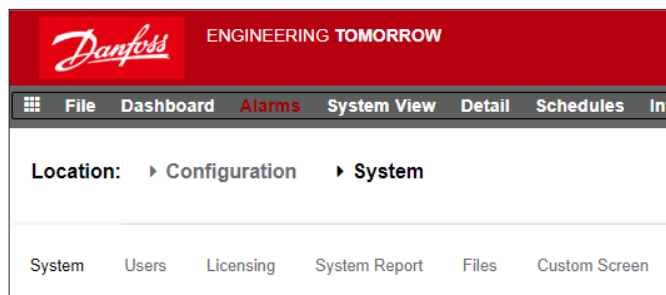 Danfoss ENGINEERING TOMORROW
File Dashboard Alarms System View Detail Schedules In
Location: Configuration System
System Users Licensing System Report Files Custom Screen